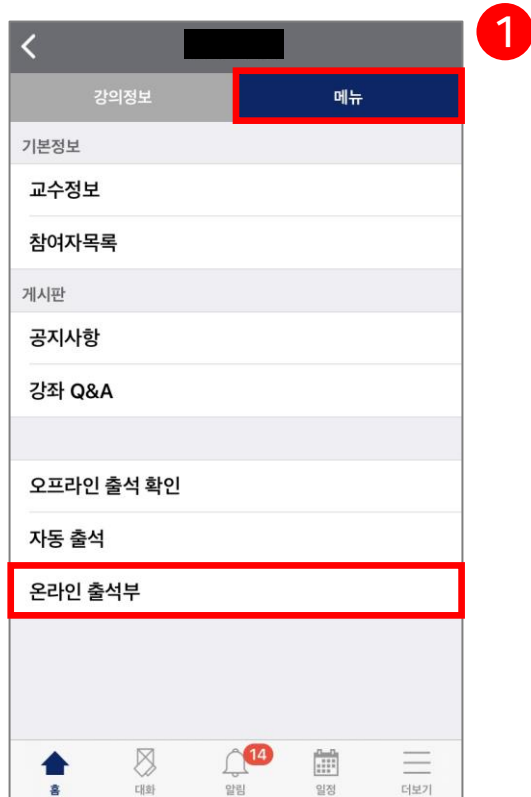 1
강의정보 메뉴
기본정보
교수정보
참여자목록
게시판
공지사항
강좌 Q&A
오프라인 출석 확인
자동 출석
온라인 출석부
14
홈 대화 알림 일정 더보기